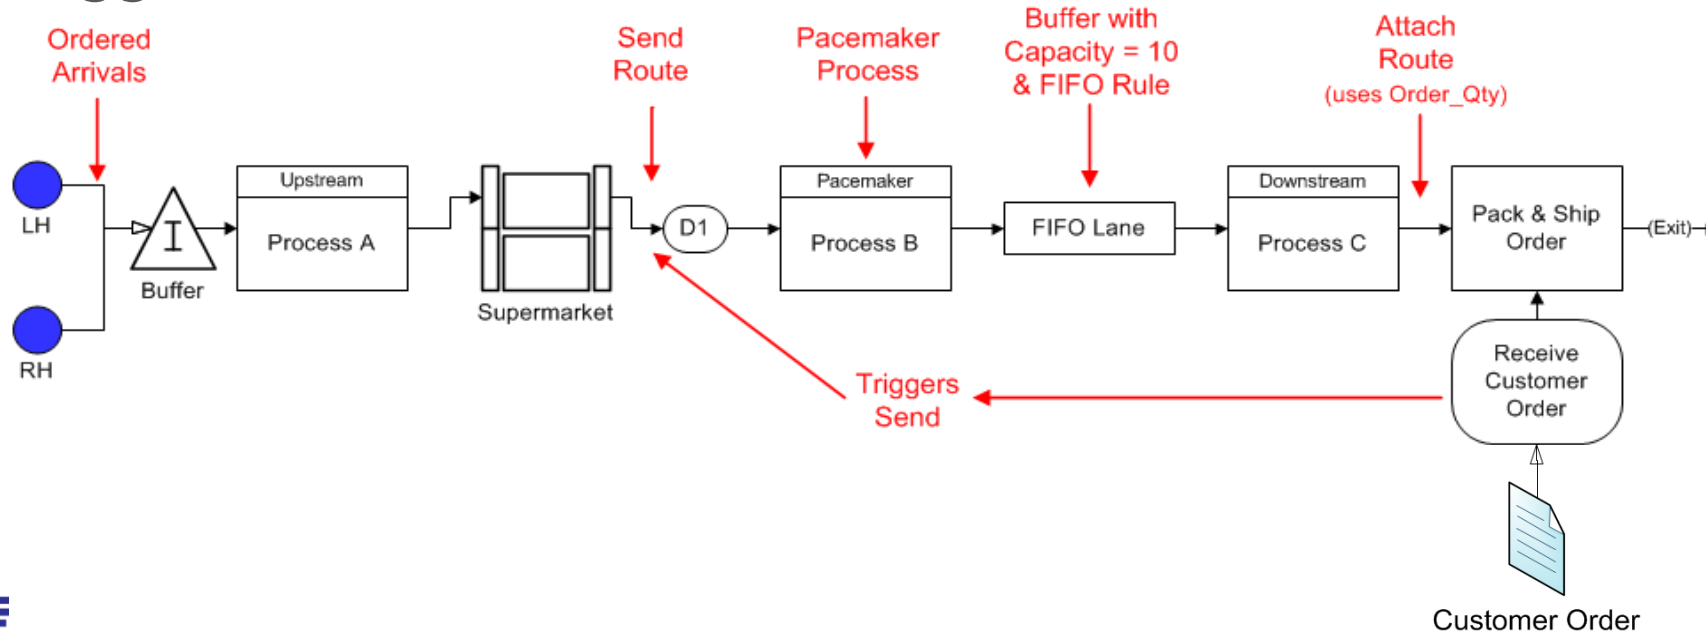 Ordered
Arrivals
Send
Route
Pacemaker
Process
Buffer with
Capacity = 10
& FIFO Rule
Attach
Route
(uses Order_Qty)
LH
RH
I
Buffer
Upstream
Process A
Supermarket
D1
Pacemaker
Process B
FIFO Lane
Downstream
Process C
Pack & Ship
Order
(Exit)
Triggers
Send
Receive
Customer
Order
Customer Order